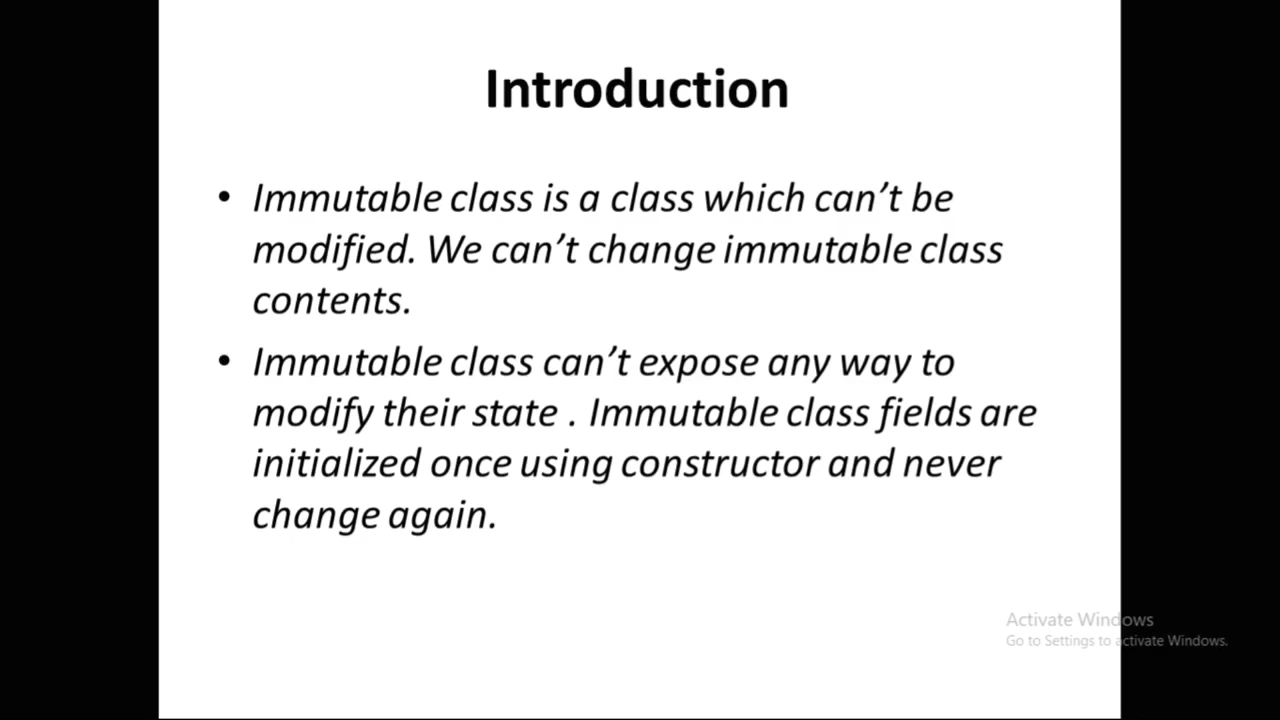 Introduction
• Immutable class is a class which can’t be
modified. We can’t change immutable class
contents.
• Immutable class can’t expose any way to
modify their state . Immutable class fields are
initialized once using constructor and never
change again.
Activate Windows
Go to Settings to activate Windows.